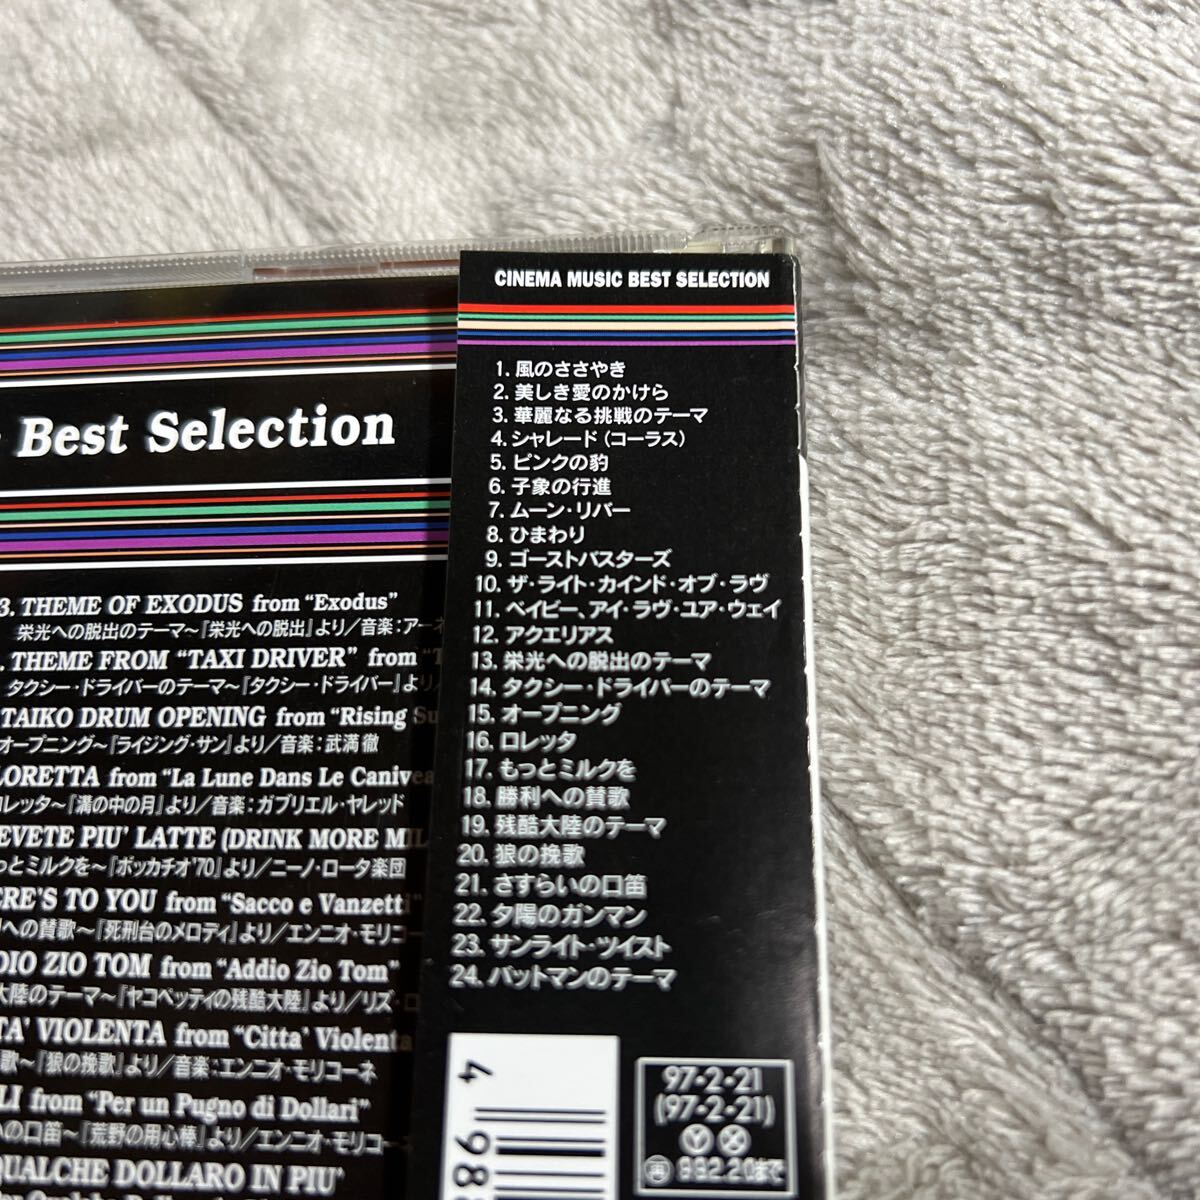 CINEMA MUSIC BEST SELECTION
1. 風のささやき
2. 美しき愛のかけら
3. 華麗なる挑戦のテーマ
4. シャレード(コーラス)
5. ピンクの豹
6. 子象の行進
7. ムーン・リバー
8. ひまわり
9. ゴーストバスターズ
10. ザ・ライト・カインド・オブ・ラヴ
11. ベイビー、アイ・ラヴ・ユア・ウェイ
12. アクエリアス
13. 栄光への脱出のテーマ
14. タクシー・ドライバーのテーマ
15. オープニング
16. ロレッタ
17. もっとミルクを
18. 勝利への賛歌
19. 残酷大陸のテーマ
20. 狼の挽歌
21. さすらいの口笛
22. 夕陽のガンマン
23. サンライト・ツイスト
24. バットマンのテーマ
97-2-21
(97-2-21)
Y X
再 99.2.20まで
4 98
Best Selection
3. THEME OF EXODUS from “Exodus”
栄光への脱出のテーマ〜『栄光への脱出』より/音楽:アーネ
. THEME FROM “TAXI DRIVER” from “T
タクシー・ドライバーのテーマ〜『タクシー・ドライバー』より/
TAIKO DRUM OPENING from “Rising Su
オープニング〜『ライジング・サン』より/音楽:武満 徹
LORETTA from “La Lune Dans Le Canivea
ロレッタ〜『溝の中の月』より/音楽:ガブリエル・ヤレッド
EVETE PIU' LATTE (DRINK MORE MIL
っとミルクを〜『ボッカチオ'70』より/ニーノ・ロータ楽団
ERE'S TO YOU from “Sacco e Vanzetti”
利への賛歌〜『死刑台のメロディ』より/エンニオ・モリコー
DIO ZIO TOM from “Addio Zio Tom”
大陸のテーマ〜『ヤコペッティの残酷大陸』より/リズ・
TA' VIOLENTA from “Citta' Violenta
歌〜『狼の挽歌』より/音楽:エンニオ・モリコーネ
LI from “Per un Pugno di Dollari”
への口笛〜『荒野の用心棒』より/エンニオ・モリコー
QUALCHE DOLLARO IN PIU'